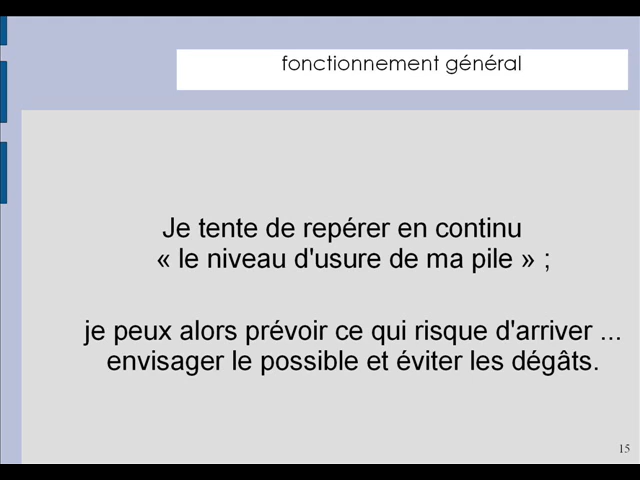 fonctionnement général
Je tente de repérer en continu
« le niveau d'usure de ma pile » ;
je peux alors prévoir ce qui risque d'arriver ...
envisager le possible et éviter les dégâts.
15